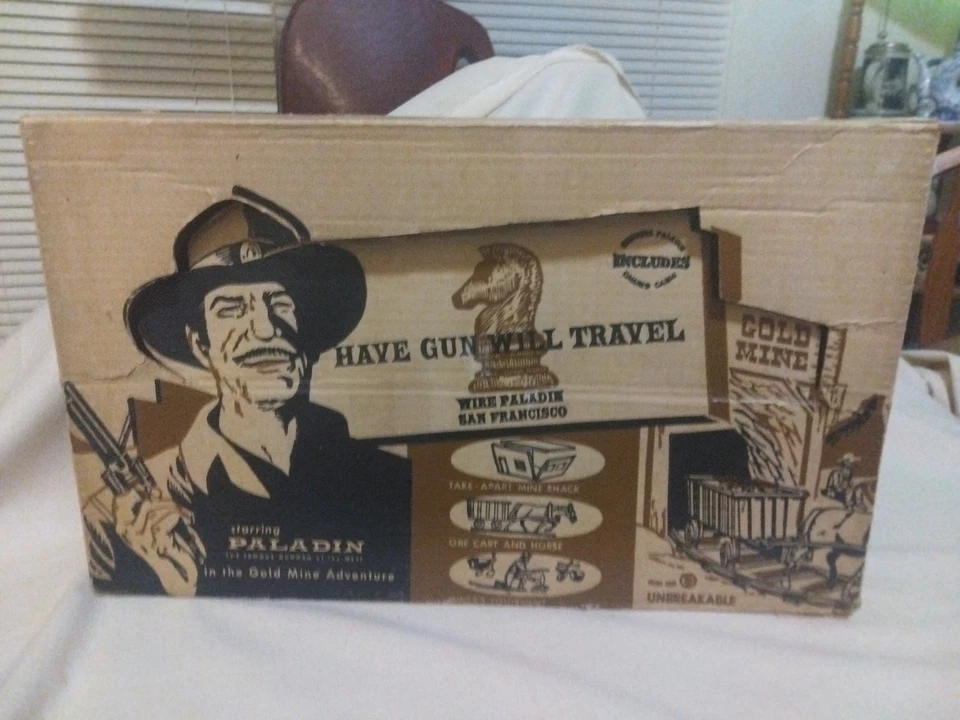 INCLUDES
HAVE GUN WILL TRAVEL
WIRE PALADIN
SAN FRANCISCO
GOLD
MINE
TAKE-APART MINE SHACK
ORE CART AND HORSE
starring
PALADIN
in the Gold Mine Adventure
UNBREAKABLE